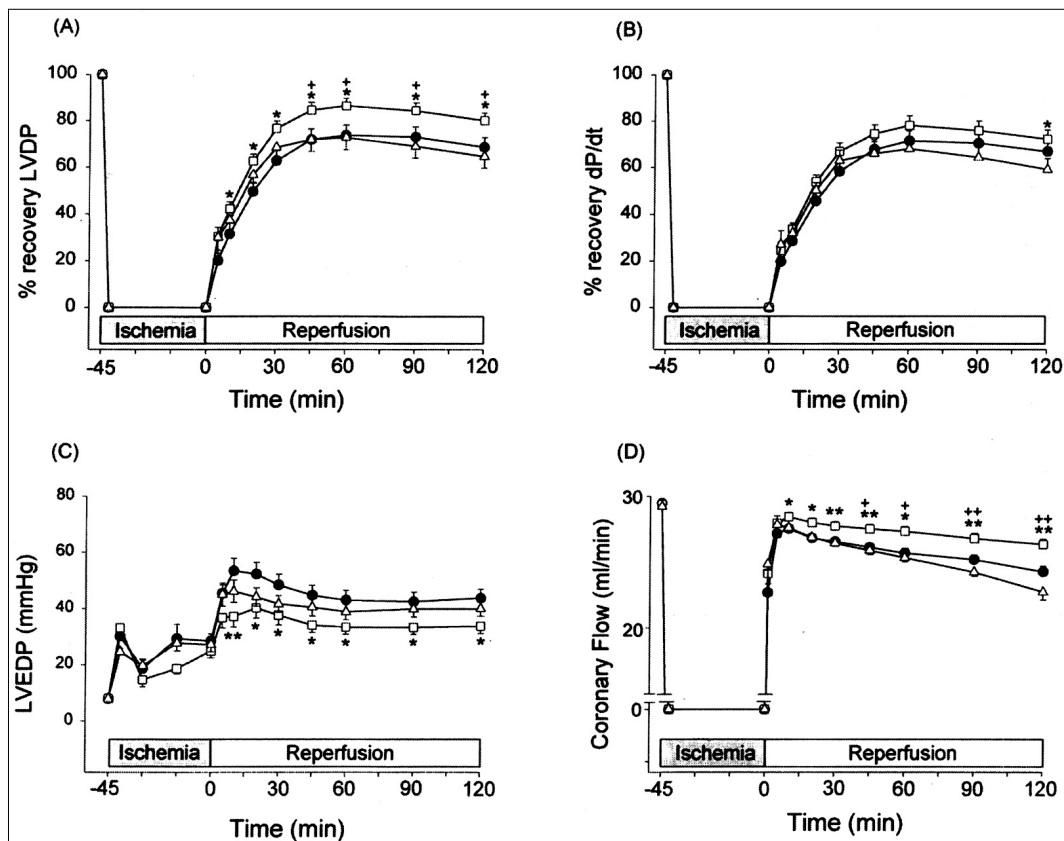 (A)
+ + + +
* * * * * * *
100
80
60
40
20
0
% recovery LVDP
Ischemia Reperfusion
-45 0 30 60 90 120
Time (min)
(B)
*
100
80
60
40
20
0
% recovery dP/dt
Ischemia Reperfusion
-45 0 30 60 90 120
Time (min)
(C)
80
60
40
20
0
LVEDP (mmHg)
** * * * * * *
Ischemia Reperfusion
-45 0 30 60 90 120
Time (min)
(D)
+ + ++ ++
* * ** ** * ** **
30
20
0
Coronary Flow (ml/min)
Ischemia Reperfusion
-45 0 30 60 90 120
Time (min)